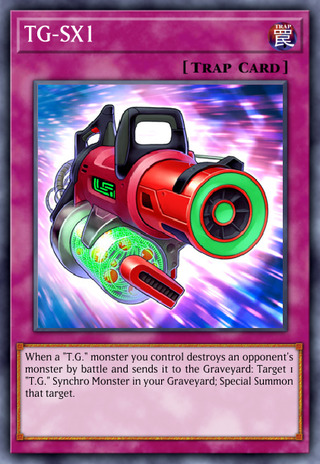 TG-SX1
TRAP
罠
[TRAP CARD]
When a "T.G." monster you control destroys an opponent's
monster by battle and sends it to the Graveyard: Target 1
"T.G." Synchro Monster in your Graveyard; Special Summon
that target.